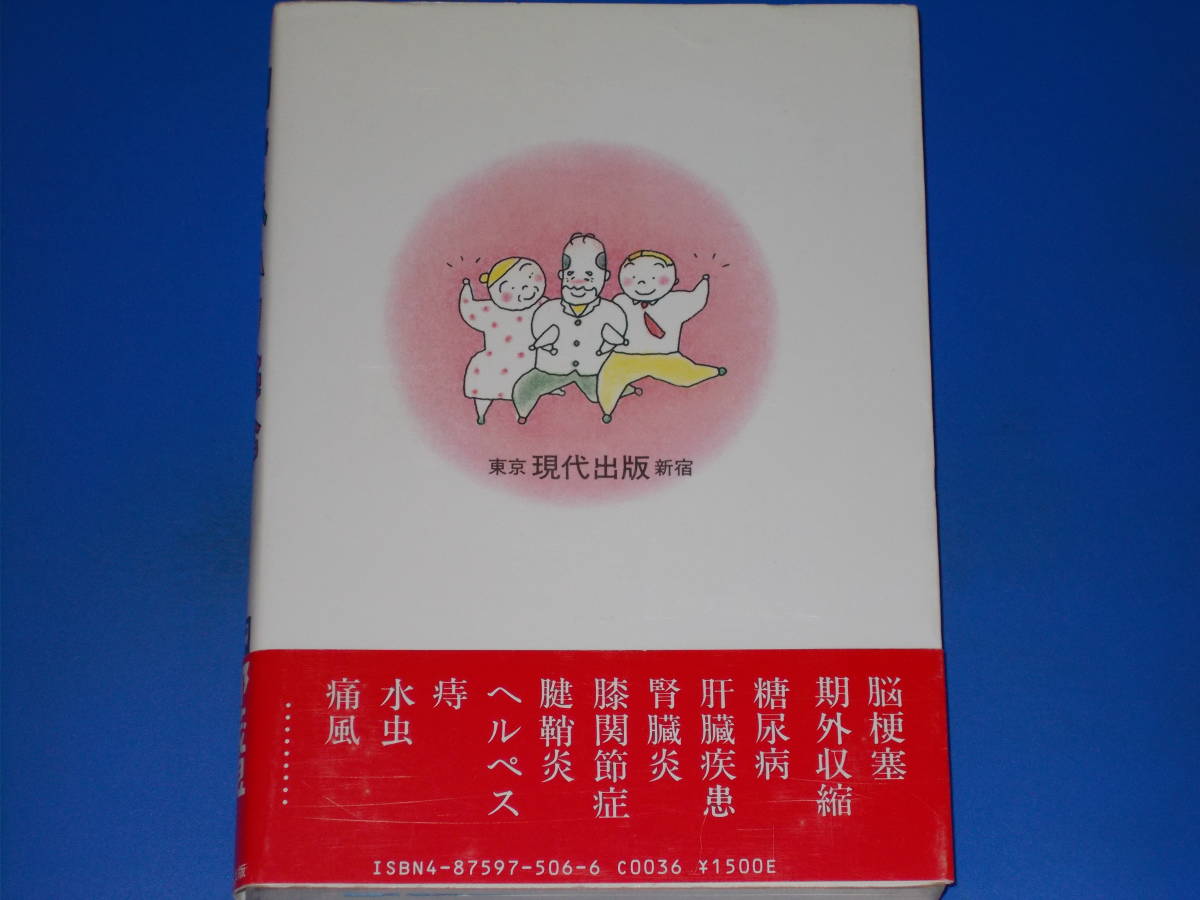 東京 現代出版 新宿
脳梗塞
期外収縮
糖尿病
肝臓疾患
腎臓炎
膝関節症
腱鞘炎
ヘルペス
痔
水虫
痛風
…………
ISBN4-87597-506-6 C0036 ¥1500E